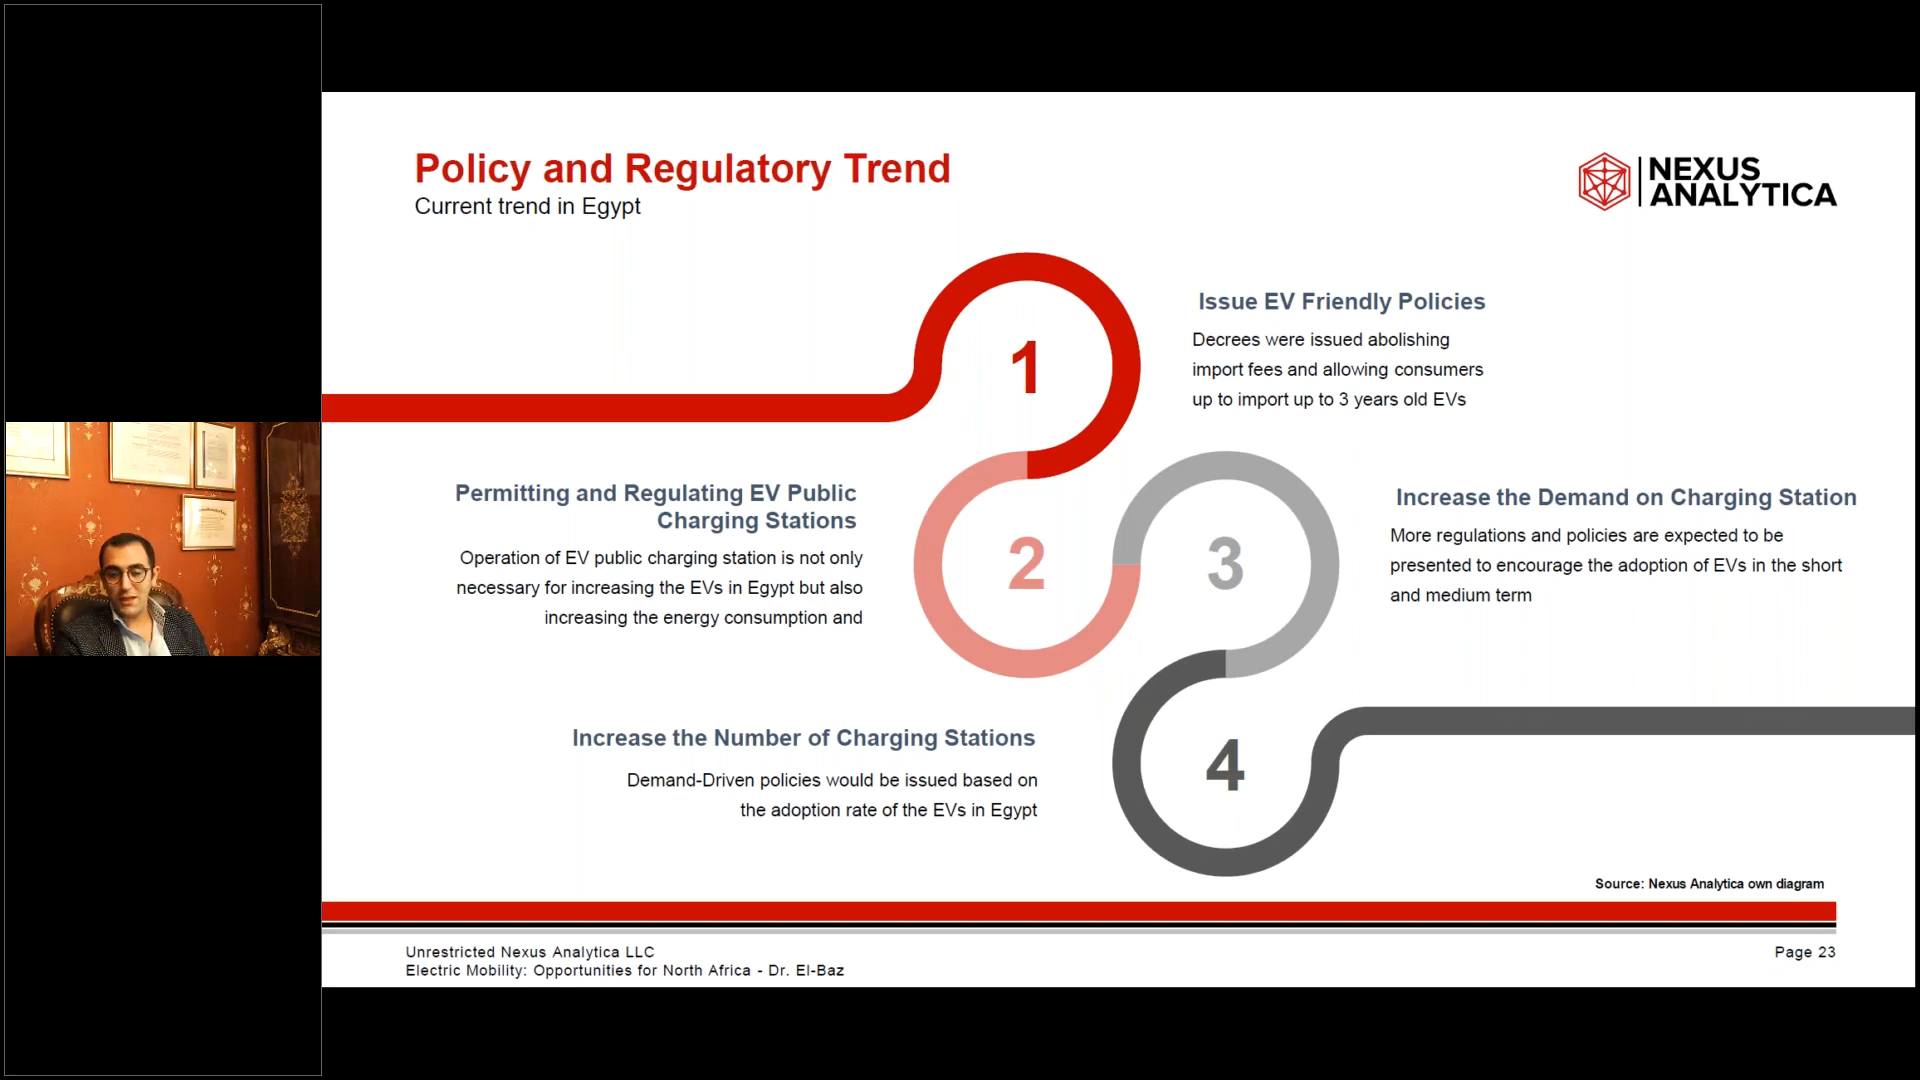 Policy and Regulatory Trend
Current trend in Egypt
NEXUS
ANALYTICA
1
Issue EV Friendly Policies
Decrees were issued abolishing
import fees and allowing consumers
up to import up to 3 years old EVs
Permitting and Regulating EV Public
Charging Stations
Operation of EV public charging station is not only
necessary for increasing the EVs in Egypt but also
increasing the energy consumption and
2
3
Increase the Demand on Charging Station
More regulations and policies are expected to be
presented to encourage the adoption of EVs in the short
and medium term
Increase the Number of Charging Stations
Demand-Driven policies would be issued based on
the adoption rate of the EVs in Egypt
4
Source: Nexus Analytica own diagram
Unrestricted Nexus Analytica LLC
Electric Mobility: Opportunities for North Africa - Dr. El-Baz
Page 23